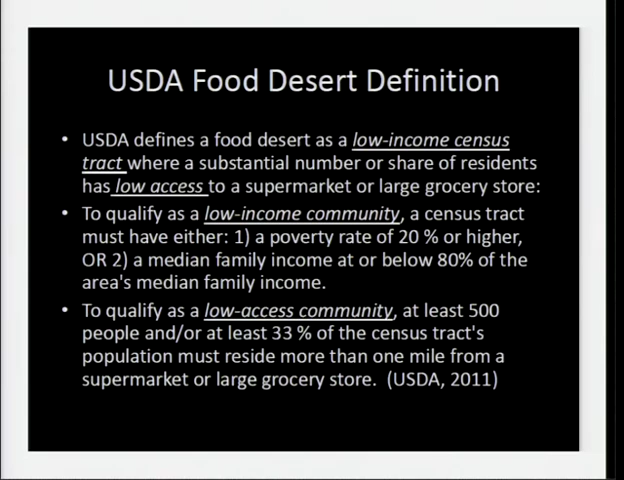 USDA Food Desert Definition
• USDA defines a food desert as a low-income census
tract where a substantial number or share of residents
has low access to a supermarket or large grocery store:
• To qualify as a low-income community, a census tract
must have either: 1) a poverty rate of 20 % or higher,
OR 2) a median family income at or below 80% of the
area's median family income.
• To qualify as a low-access community, at least 500
people and/or at least 33 % of the census tract's
population must reside more than one mile from a
supermarket or large grocery store.  (USDA, 2011)